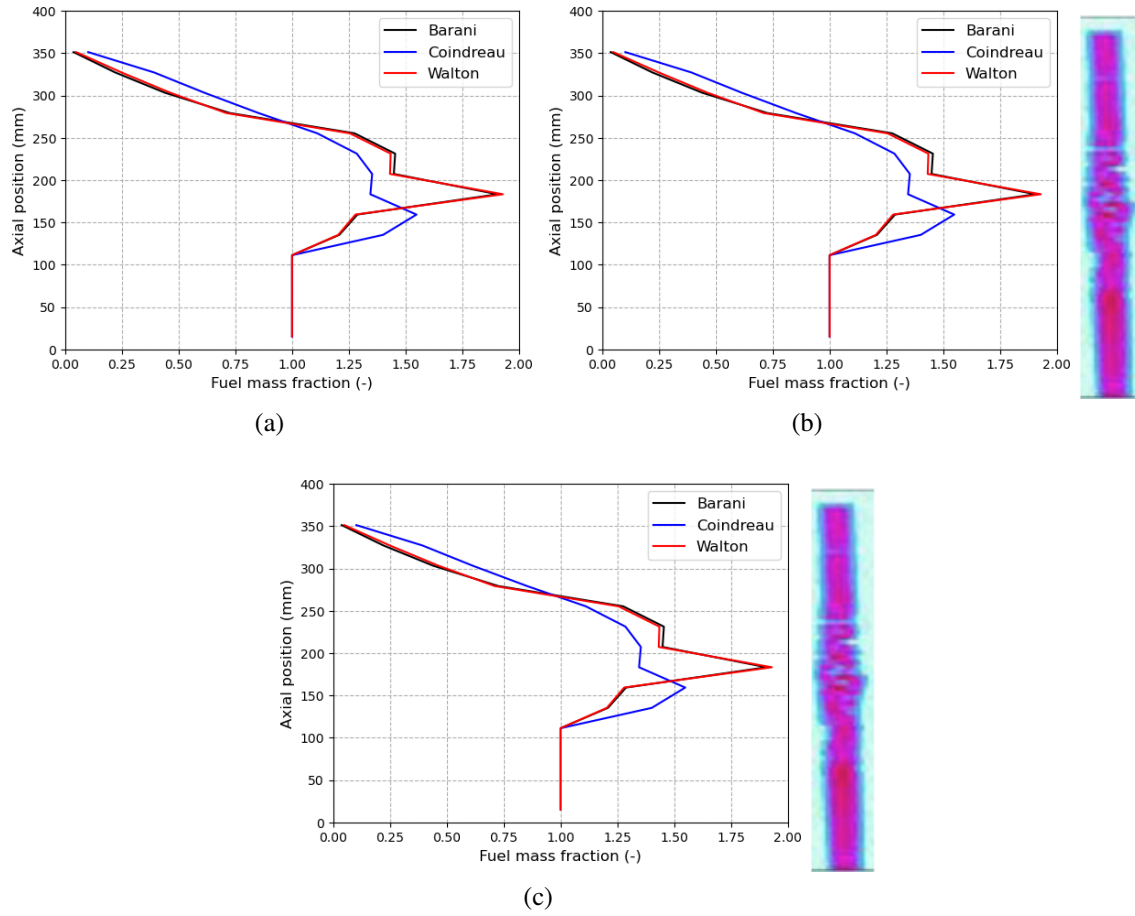 400
350
300
250
200
150
100
50
0
Axial position (mm)
Barani
Coindreau
Walton
0.00 0.25 0.50 0.75 1.00 1.25 1.50 1.75 2.00
Fuel mass fraction (-)
(a)
400
350
300
250
200
150
100
50
0
Axial position (mm)
Barani
Coindreau
Walton
0.00 0.25 0.50 0.75 1.00 1.25 1.50 1.75 2.00
Fuel mass fraction (-)
(b)
400
350
300
250
200
150
100
50
0
Axial position (mm)
Barani
Coindreau
Walton
0.00 0.25 0.50 0.75 1.00 1.25 1.50 1.75 2.00
Fuel mass fraction (-)
(c)